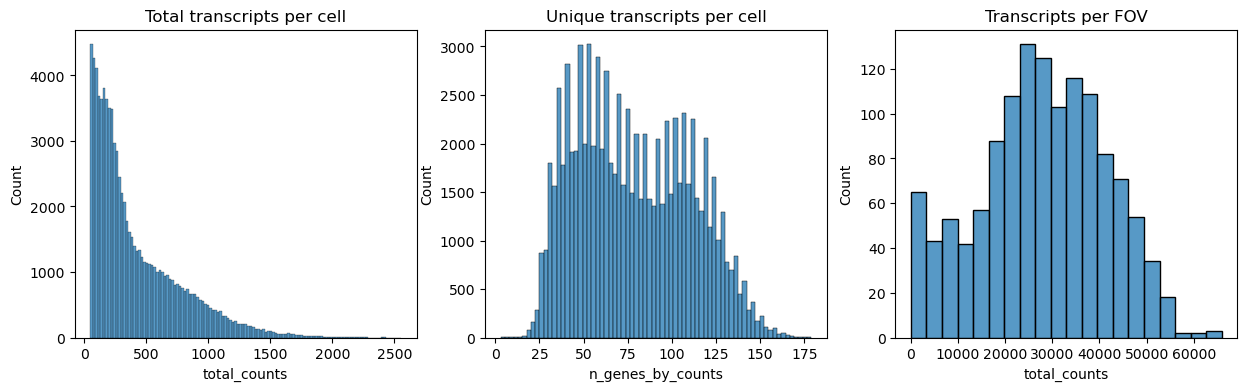 Total transcripts per cell
Count
4000
3000
2000
1000
0
0 500 1000 1500 2000 2500
total_counts
Unique transcripts per cell
Count
3000
2500
2000
1500
1000
500
0
0 25 50 75 100 125 150 175
n_genes_by_counts
Transcripts per FOV
Count
120
100
80
60
40
20
0
0 10000 20000 30000 40000 50000 60000
total_counts